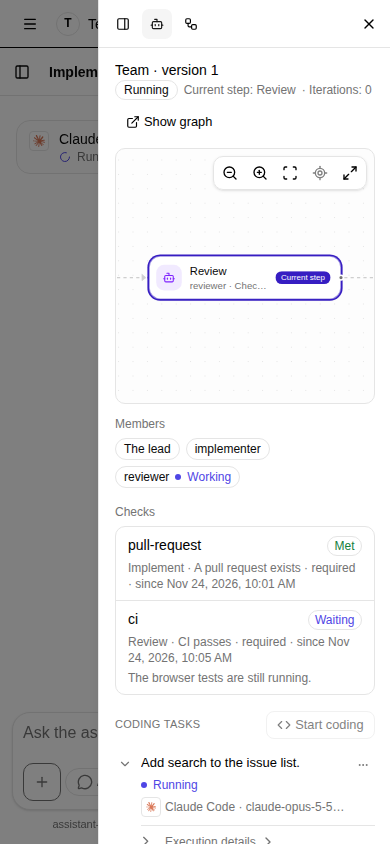 T Te
Implem
Claude
Run
Ask the as
assistant-
Team · version 1
Running Current step: Review · Iterations: 0
Show graph
Review
reviewer · Chec...
Current step
Members
The lead implementer
reviewer Working
Checks
pull-request Met
Implement · A pull request exists · required
· since Nov 24, 2026, 10:01 AM
ci Waiting
Review · CI passes · required · since Nov
24, 2026, 10:05 AM
The browser tests are still running.
CODING TASKS Start coding
Add search to the issue list.
Running
Claude Code · claude-opus-5-5...
Execution details